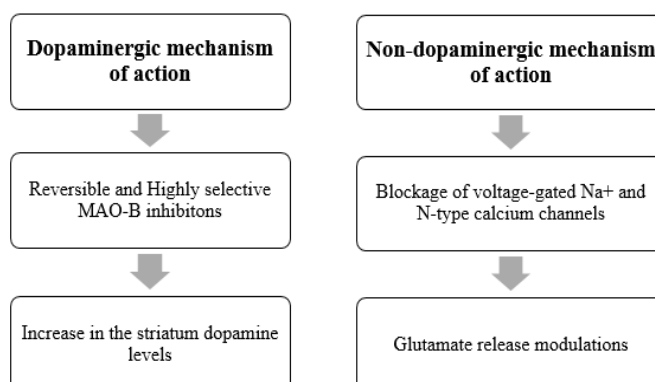 Dopaminergic mechanism
of action
Reversible and Highly selective
MAO-B inhibitons
Increase in the striatum dopamine
levels
Non-dopaminergic mechanism
of action
Blockage of voltage-gated Na+ and
N-type calcium channels
Glutamate release modulations